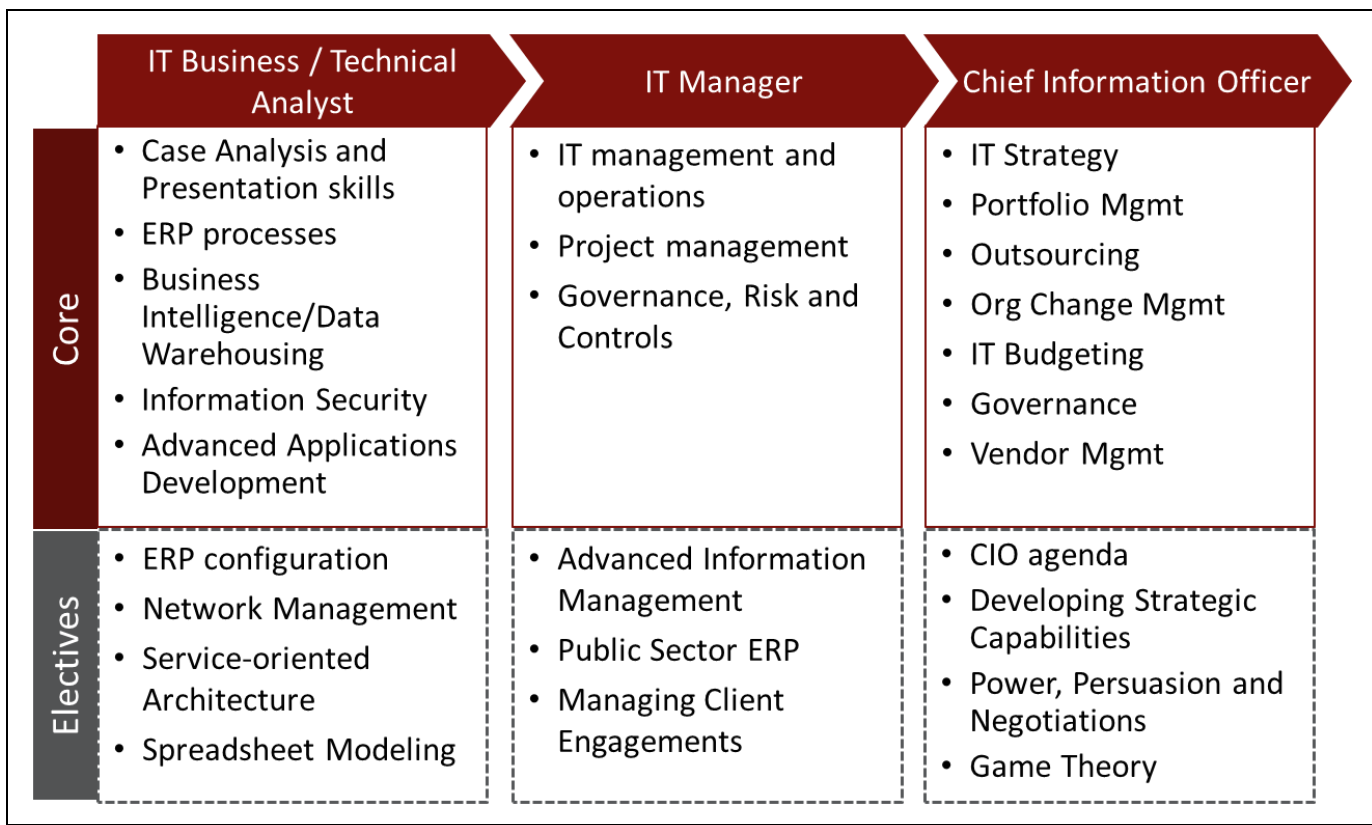 IT Business / Technical
Analyst
IT Manager
Chief Information Officer
Core
• Case Analysis and
Presentation skills
• ERP processes
• Business
Intelligence/Data
Warehousing
• Information Security
• Advanced Applications
Development
• IT management and
operations
• Project management
• Governance, Risk and
Controls
• IT Strategy
• Portfolio Mgmt
• Outsourcing
• Org Change Mgmt
• IT Budgeting
• Governance
• Vendor Mgmt
Electives
• ERP configuration
• Network Management
• Service-oriented
Architecture
• Spreadsheet Modeling
• Advanced Information
Management
• Public Sector ERP
• Managing Client
Engagements
• CIO agenda
• Developing Strategic
Capabilities
• Power, Persuasion and
Negotiations
• Game Theory